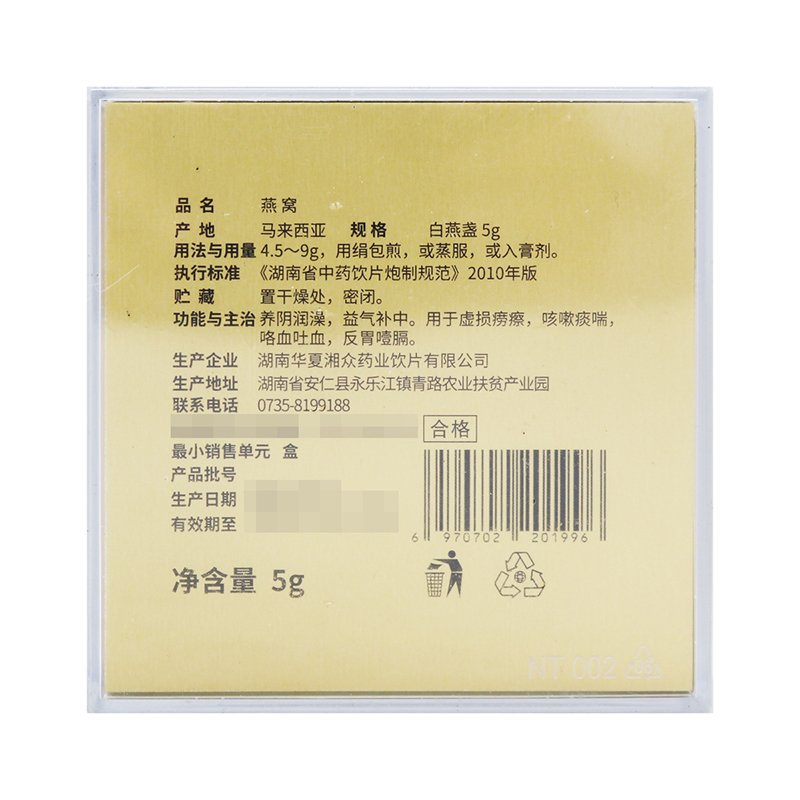 品名 燕窝
产地 马来西亚 规格 白燕盏 5g
用法与用量 4.5～9g，用绢包煎，或蒸服，或入膏剂。
执行标准 《湖南省中药饮片炮制规范》2010年版
贮藏 置干燥处，密闭。
功能与主治 养阴润澡，益气补中。用于虚损痨瘵，咳嗽痰喘，
咯血吐血，反胃噎膈。
生产企业 湖南华夏湘众药业饮片有限公司
生产地址 湖南省安仁县永乐江镇青路农业扶贫产业园
联系电话 0735-8199188
合格
最小销售单元 盒
产品批号
生产日期
有效期至
6 970702 201996
净含量 5g
NT 002